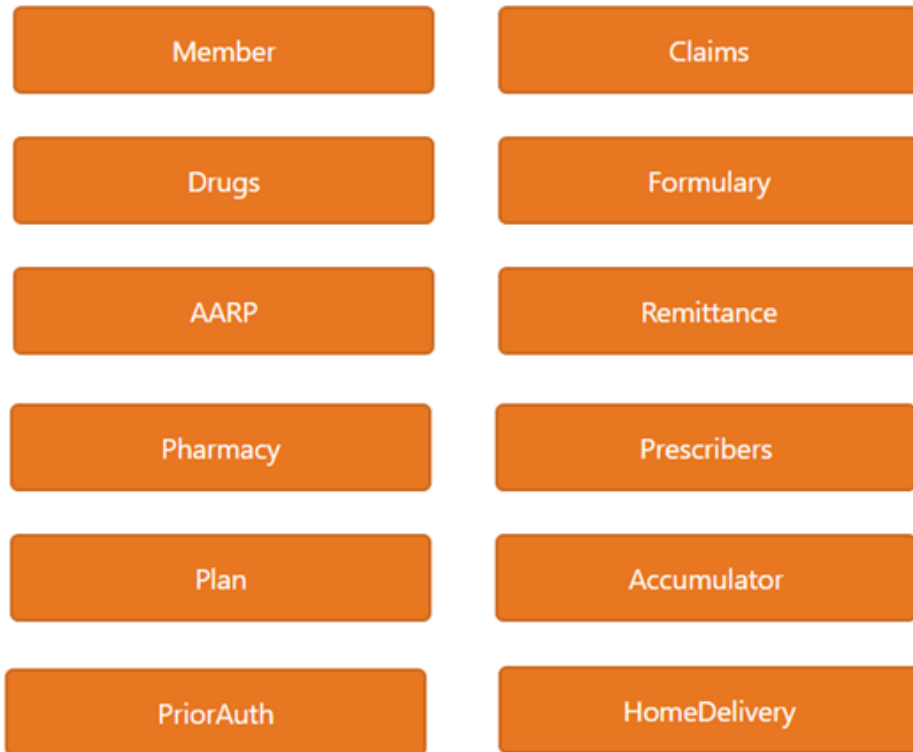 Member
Claims
Drugs
Formulary
AARP
Remittance
Pharmacy
Prescribers
Plan
Accumulator
PriorAuth
HomeDelivery